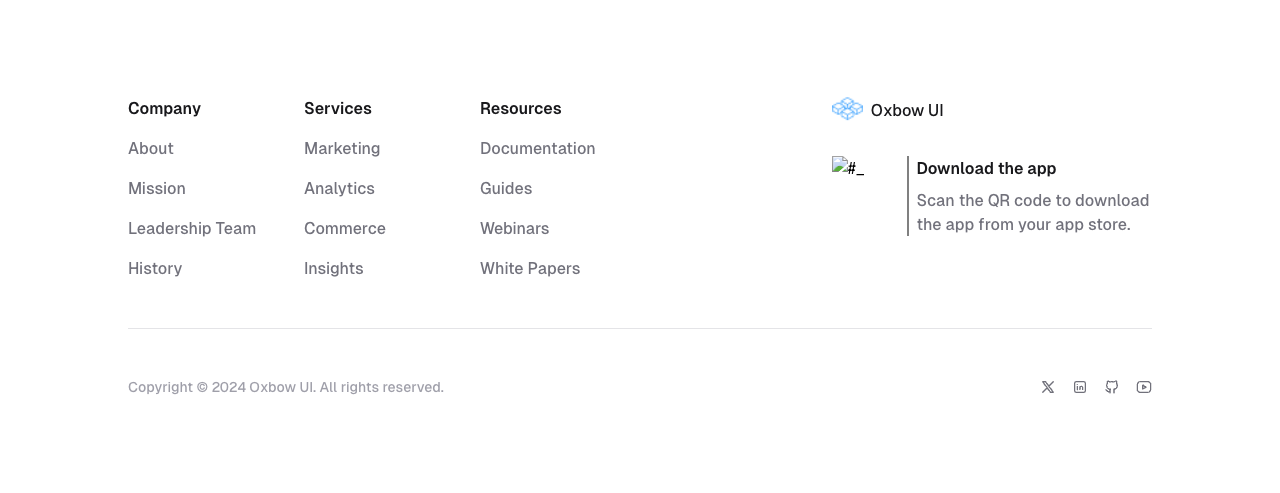 Company
About
Mission
Leadership Team
History
Services
Marketing
Analytics
Commerce
Insights
Resources
Documentation
Guides
Webinars
White Papers
Oxbow UI
#_
Download the app
Scan the QR code to download
the app from your app store.
Copyright © 2024 Oxbow UI. All rights reserved.